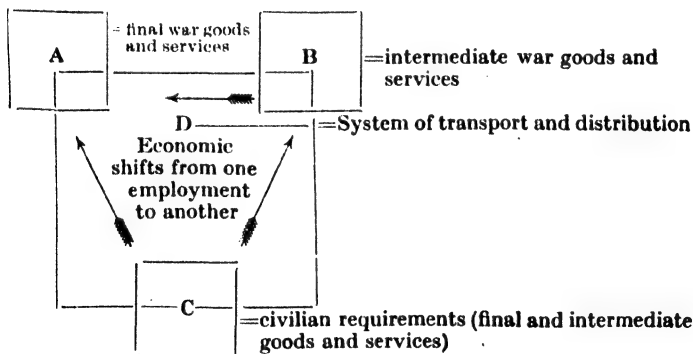 = final war goods
and services
A
B
=intermediate war goods and
services
D
=System of transport and distribution
Economic
shifts from one
employment
to another
C
=civilian requirements (final and intermediate
goods and services)